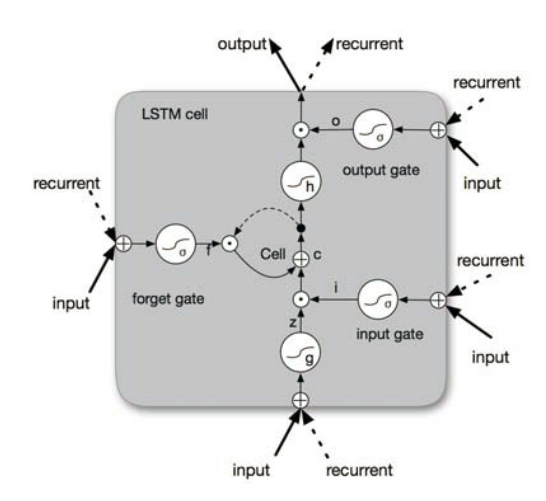 output
recurrent
recurrent
LSTM cell
o
σ
output gate
input
h
recurrent
σ
f
Cell
c
recurrent
input
forget gate
i
σ
input gate
z
g
input
input
recurrent